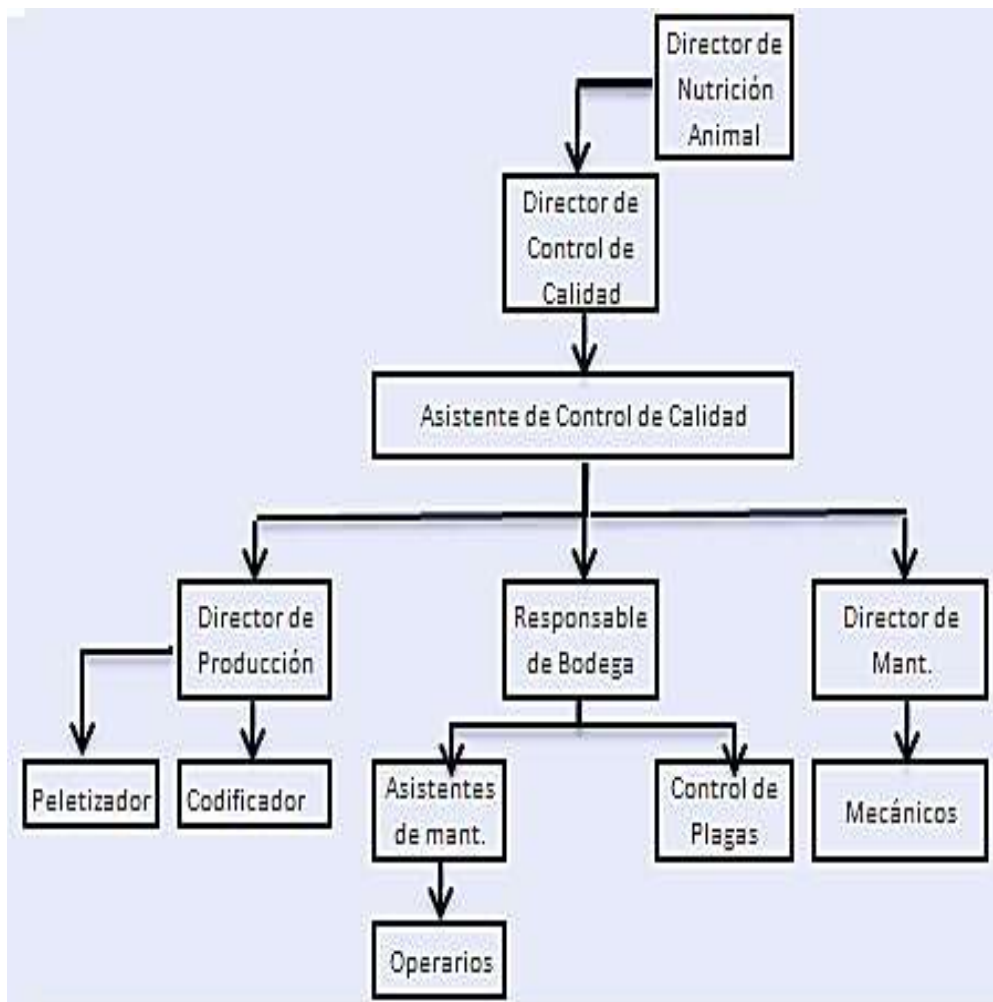 Director de
Nutrición
Animal
Director de
Control de
Calidad
Asistente de Control de Calidad
Director de
Producción
Responsable
de Bodega
Director de
Mant.
Peletizador
Codificador
Asistentes
de mant.
Control de
Plagas
Mecánicos
Operarios